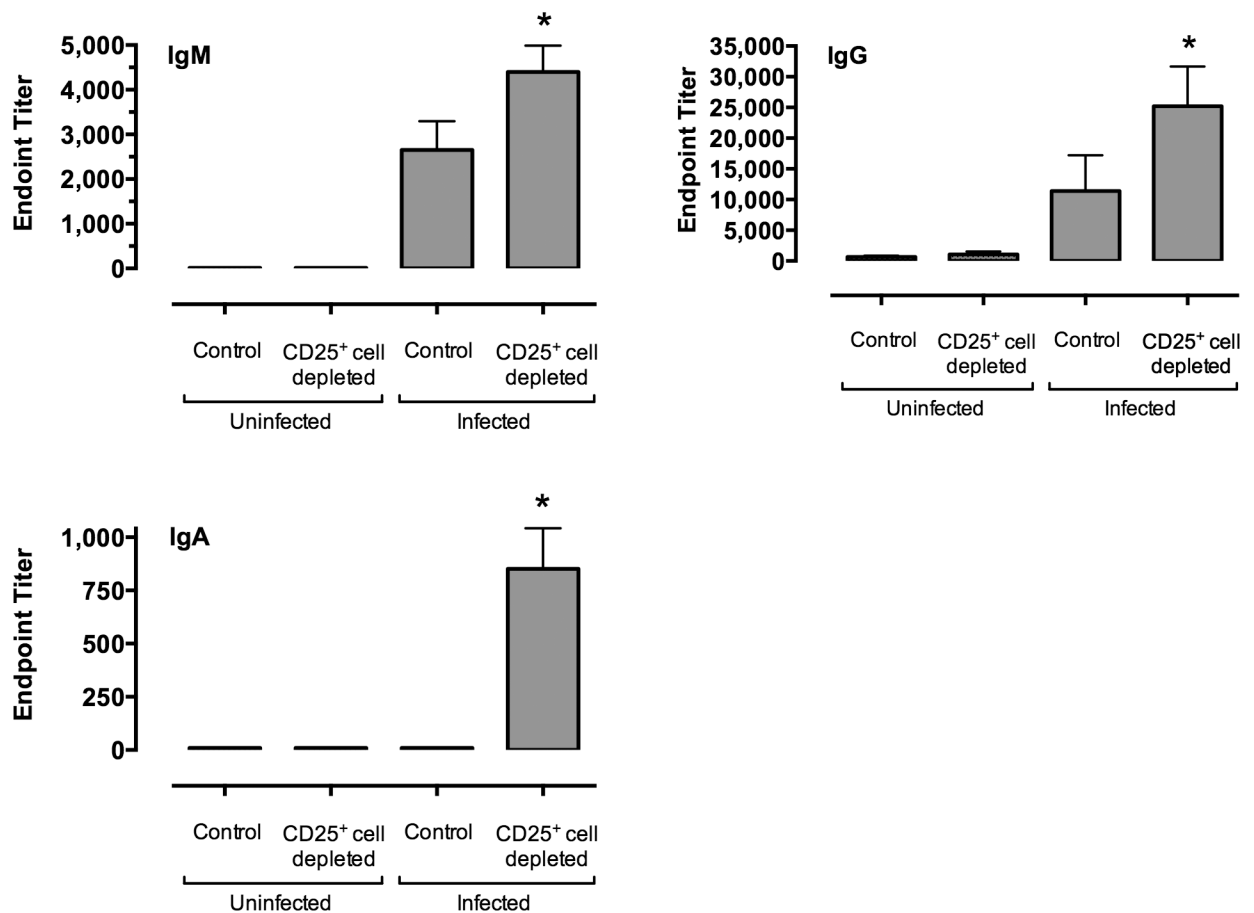 IgM
Endoint Titer
5,000
4,000
3,000
2,000
1,000
0
*
Control
CD25⁺ cell
depleted
Control
CD25⁺ cell
depleted
Uninfected
Infected
IgG
Endpoint Titer
35,000
30,000
25,000
20,000
15,000
10,000
5,000
0
*
Control
CD25⁺ cell
depleted
Control
CD25⁺ cell
depleted
Uninfected
Infected
IgA
Endpoint Titer
1,000
750
500
250
0
*
Control
CD25⁺ cell
depleted
Control
CD25⁺ cell
depleted
Uninfected
Infected